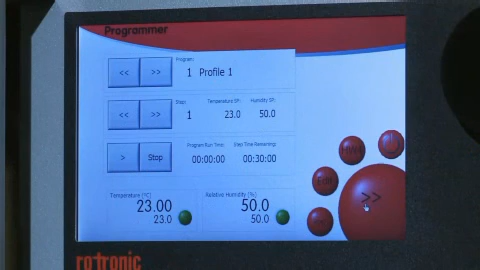 Programmer
Program:
<< >> 1 Profile 1
Step: Temperature SP: Humidity SP:
<< >> 1 23.0 50.0
Program Run Time: Step Time Remaining:
> Stop 00:00:00 00:30:00
Temperature (°C) Relative Humidity (%)
23.00 50.0
23.0 50.0
>>
rotronic